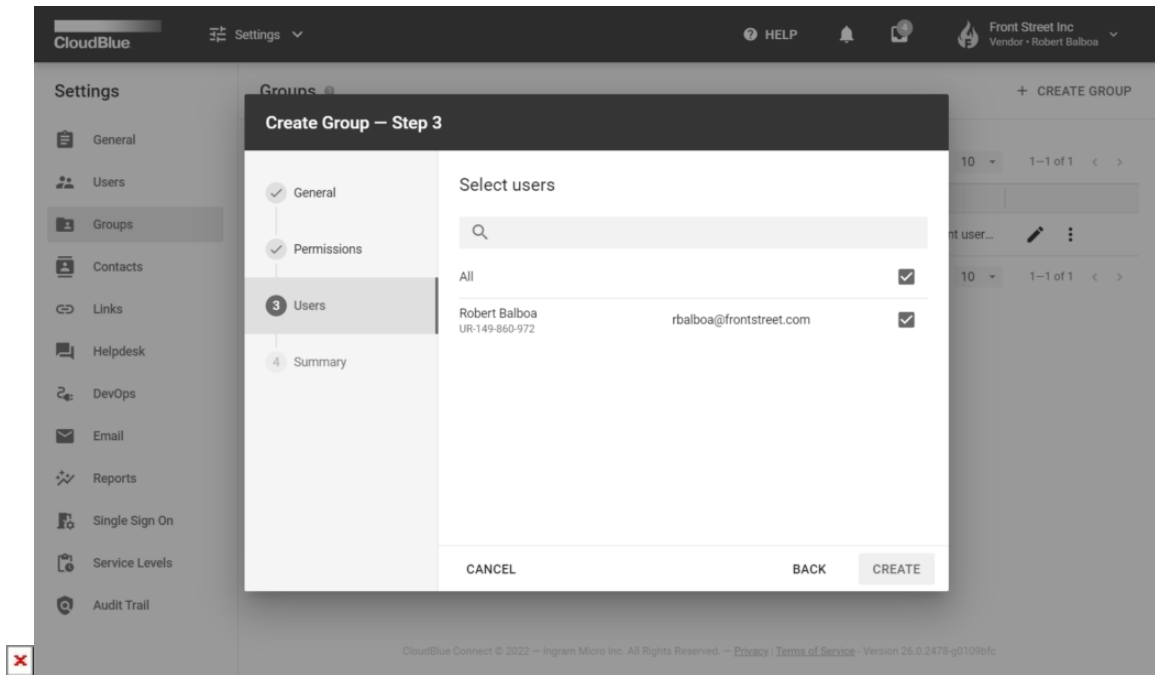 CloudBlue
Settings
HELP
4
Front Street Inc
Vendor • Robert Balboa
Settings
General
Users
Groups
Contacts
Links
Helpdesk
DevOps
Email
Reports
Single Sign On
Service Levels
Audit Trail
Groups
+ CREATE GROUP
10
1–1 of 1
nt user...
10
1–1 of 1
Create Group — Step 3
General
Permissions
3 Users
4 Summary
Select users
All
Robert Balboa
UR-149-860-972
rbalboa@frontstreet.com
CANCEL
BACK
CREATE
CloudBlue Connect © 2022 — Ingram Micro Inc. All Rights Reserved. — Privacy | Terms of Service - Version 26.0.2478-g0109bfc